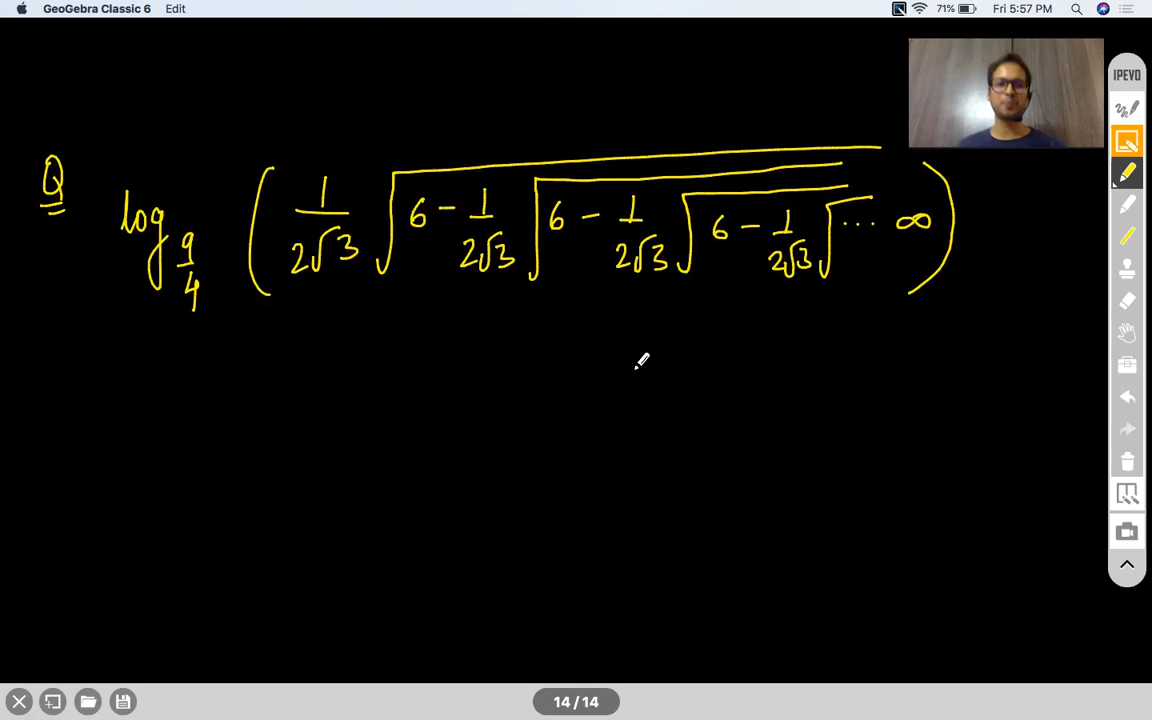 GeoGebra Classic 6 Edit 71% Fri 5:57 PM
IPEVO
Q log 9/4 ( 1/2√3 √6 - 1/2√3 √6 - 1/2√3 √6 - 1/2√3 √... ∞ )
14 / 14